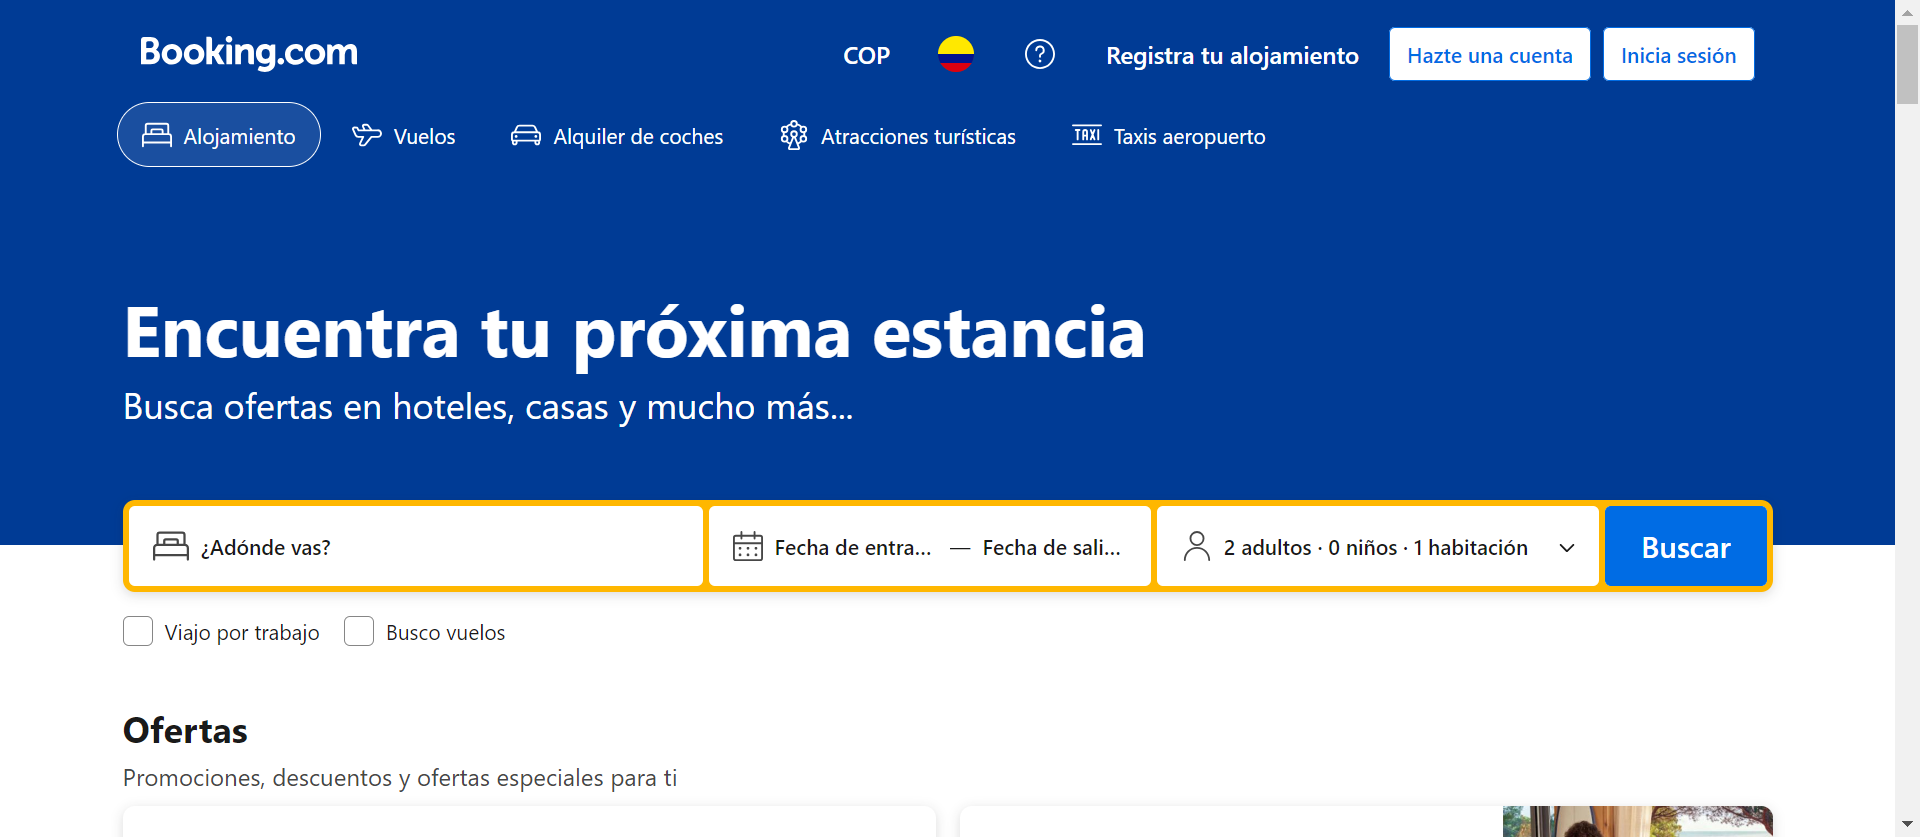 Booking.com
COP
Registra tu alojamiento
Hazte una cuenta
Inicia sesión
Alojamiento
Vuelos
Alquiler de coches
Atracciones turísticas
TAXI
Taxis aeropuerto
Encuentra tu próxima estancia
Busca ofertas en hoteles, casas y mucho más...
¿Adónde vas?
Fecha de entra... — Fecha de sali...
2 adultos · 0 niños · 1 habitación
Buscar
Viajo por trabajo
Busco vuelos
Ofertas
Promociones, descuentos y ofertas especiales para ti